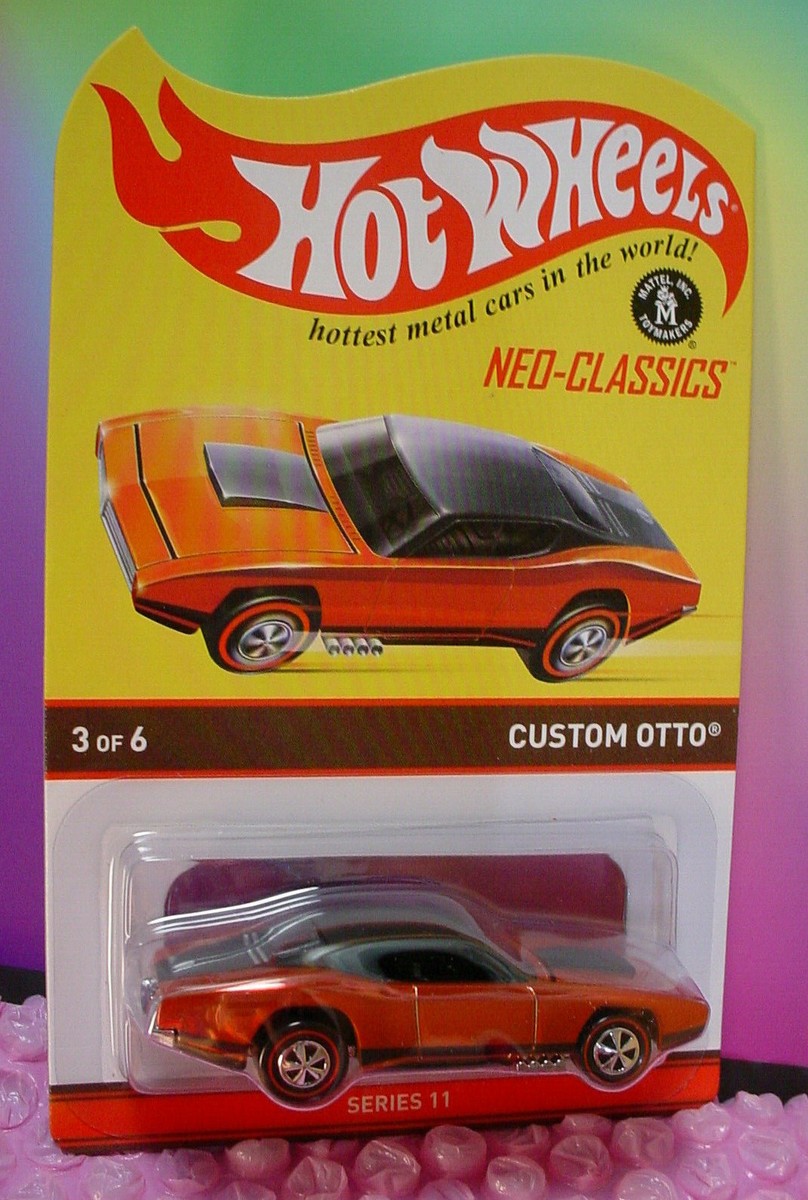 HOT WHEELS®
hottest metal cars in the world!
MATTEL, INC.
M
TOYMAKERS
®
NEO-CLASSICS™
3 OF 6
CUSTOM OTTO®
SERIES 11